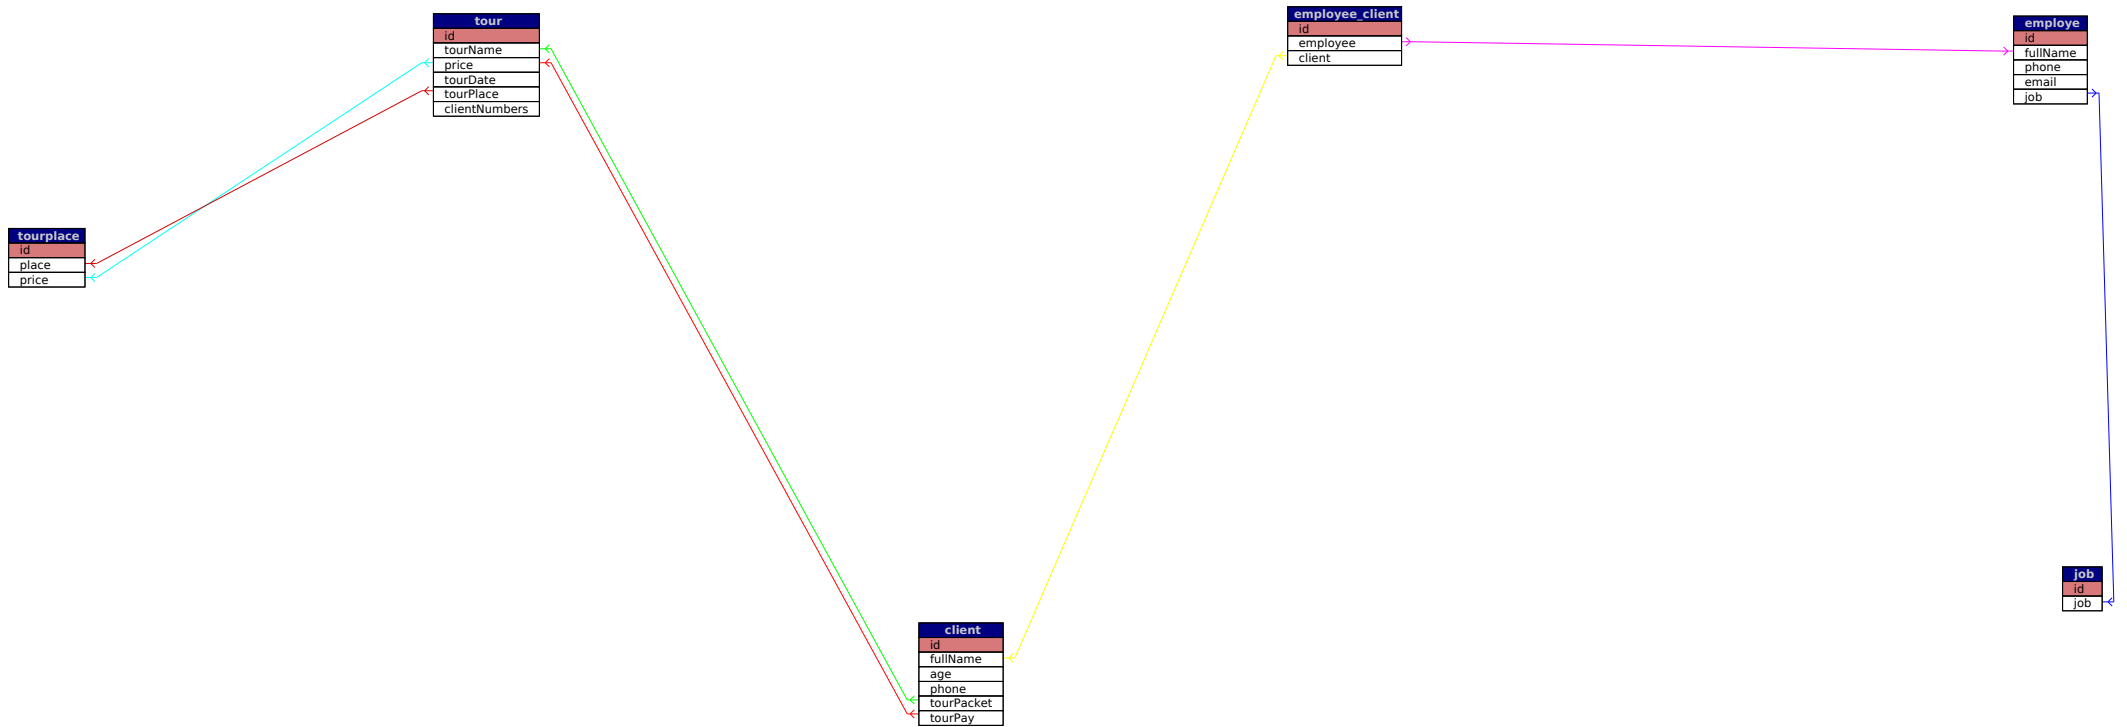 tour
id
tourName
price
tourDate
tourPlace
clientNumbers
employee_client
id
employee
client
employe
id
fullName
phone
email
job
tourplace
id
place
price
job
id
job
client
id
fullName
age
phone
tourPacket
tourPay